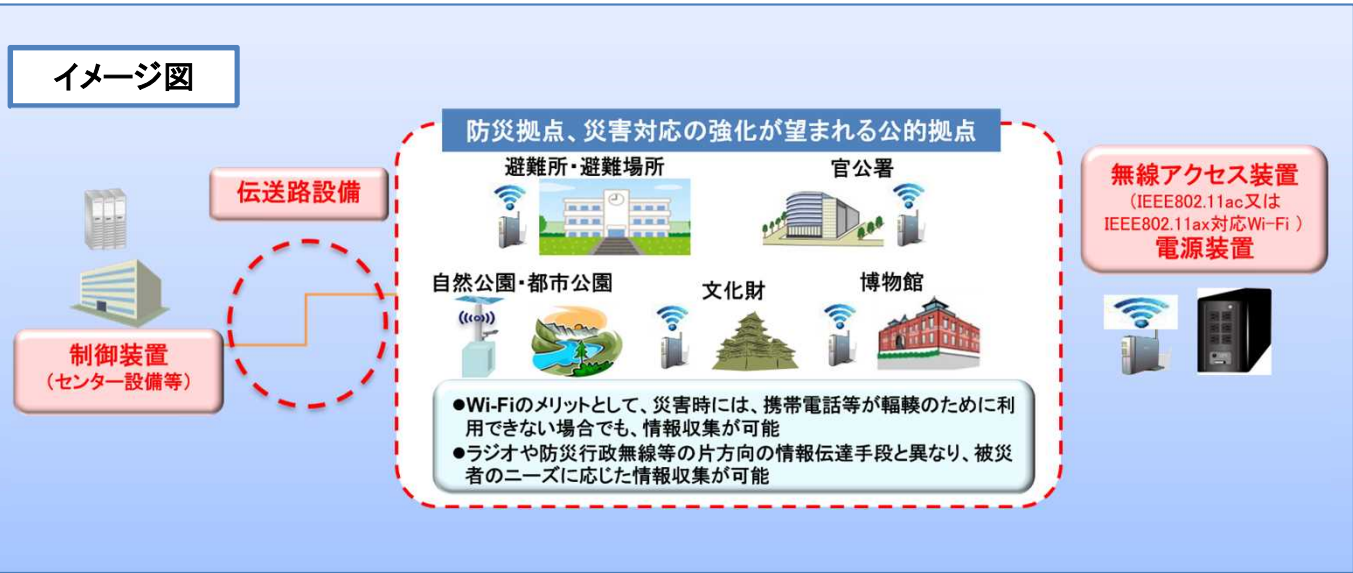 イメージ図
防災拠点、災害対応の強化が望まれる公的拠点
避難所・避難場所
官公署
伝送路設備
無線アクセス装置
（IEEE802.11ac又は
IEEE802.11ax対応Wi-Fi ）
電源装置
自然公園・都市公園
文化財
博物館
制御装置
（センター設備等）
●Wi-Fiのメリットとして、災害時には、携帯電話等が輻輳のために利
用できない場合でも、情報収集が可能
●ラジオや防災行政無線等の片方向の情報伝達手段と異なり、被災
者のニーズに応じた情報収集が可能